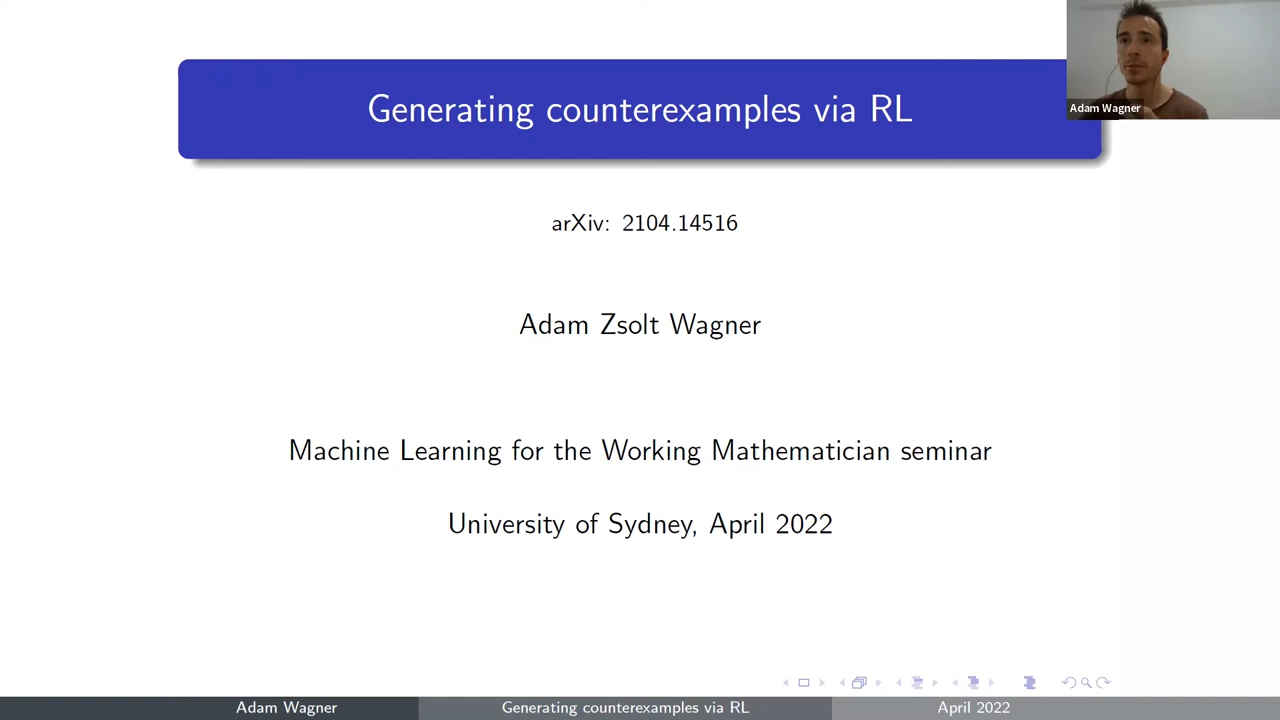 Generating counterexamples via RL
Adam Wagner
arXiv: 2104.14516
Adam Zsolt Wagner
Machine Learning for the Working Mathematician seminar
University of Sydney, April 2022
Adam Wagner
Generating counterexamples via RL
April 2022